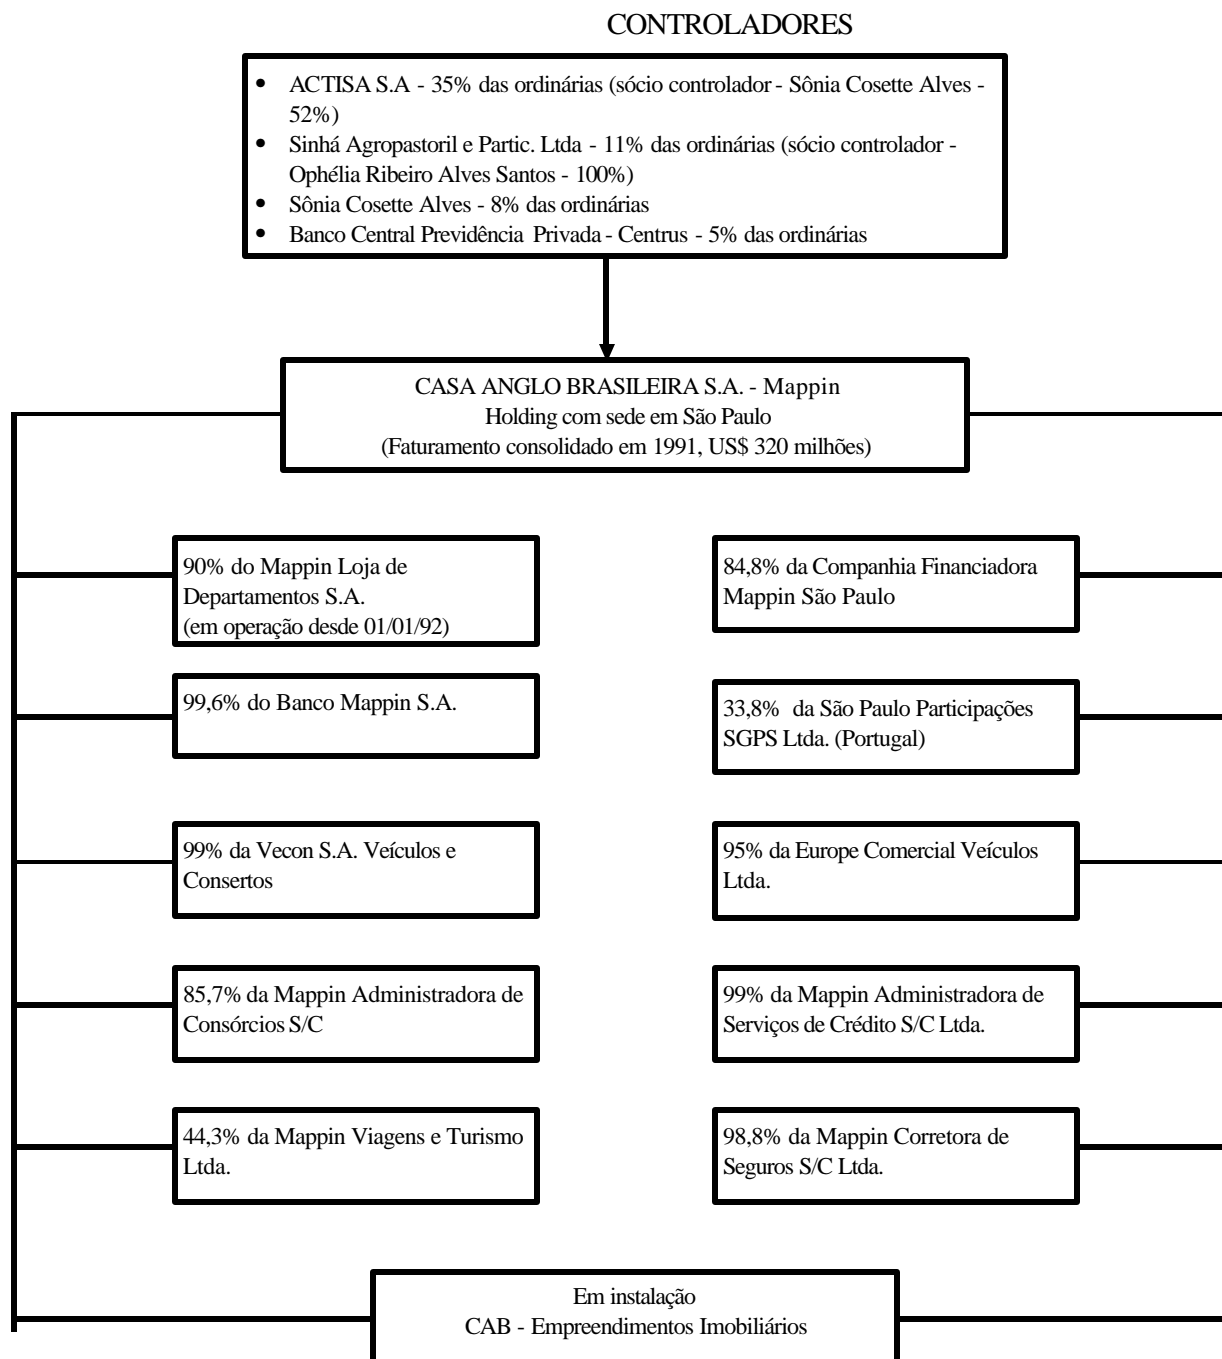 CONTROLADORES
• ACTISA S.A - 35% das ordinárias (sócio controlador - Sônia Cosette Alves -
52%)
• Sinhá Agropastoril e Partic. Ltda - 11% das ordinárias (sócio controlador -
Ophélia Ribeiro Alves Santos - 100%)
• Sônia Cosette Alves - 8% das ordinárias
• Banco Central Previdência Privada - Centrus - 5% das ordinárias
CASA ANGLO BRASILEIRA S.A. - Mappin
Holding com sede em São Paulo
(Faturamento consolidado em 1991, US$ 320 milhões)
90% do Mappin Loja de
Departamentos S.A.
(em operação desde 01/01/92)
84,8% da Companhia Financiadora
Mappin São Paulo
99,6% do Banco Mappin S.A.
33,8% da São Paulo Participações
SGPS Ltda. (Portugal)
99% da Vecon S.A. Veículos e
Consertos
95% da Europe Comercial Veículos
Ltda.
85,7% da Mappin Administradora de
Consórcios S/C
99% da Mappin Administradora de
Serviços de Crédito S/C Ltda.
44,3% da Mappin Viagens e Turismo
Ltda.
98,8% da Mappin Corretora de
Seguros S/C Ltda.
Em instalação
CAB - Empreendimentos Imobiliários